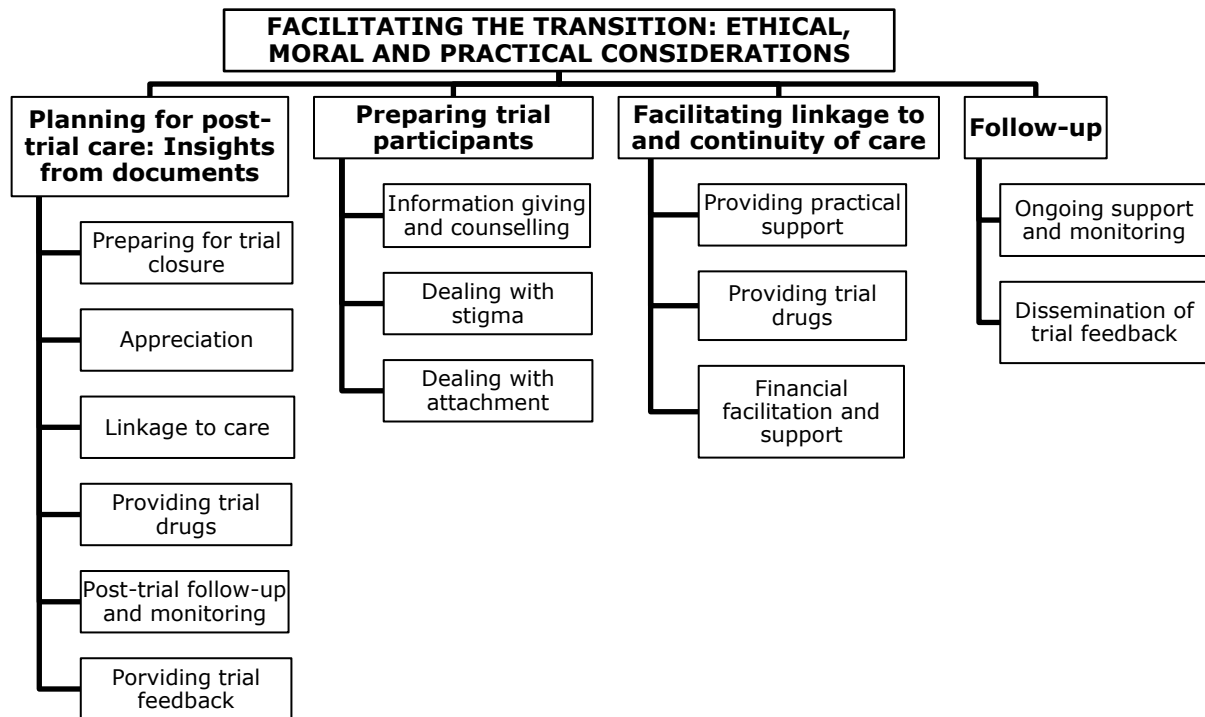 FACILITATING THE TRANSITION: ETHICAL,
MORAL AND PRACTICAL CONSIDERATIONS
Planning for post-
trial care: Insights
from documents
Preparing for trial
closure
Appreciation
Linkage to care
Providing trial
drugs
Post-trial follow-up
and monitoring
Porviding trial
feedback
Preparing trial
participants
Information giving
and counselling
Dealing with
stigma
Dealing with
attachment
Facilitating linkage to
and continuity of care
Providing practical
support
Providing trial
drugs
Financial
facilitation and
support
Follow-up
Ongoing support
and monitoring
Dissemination of
trial feedback